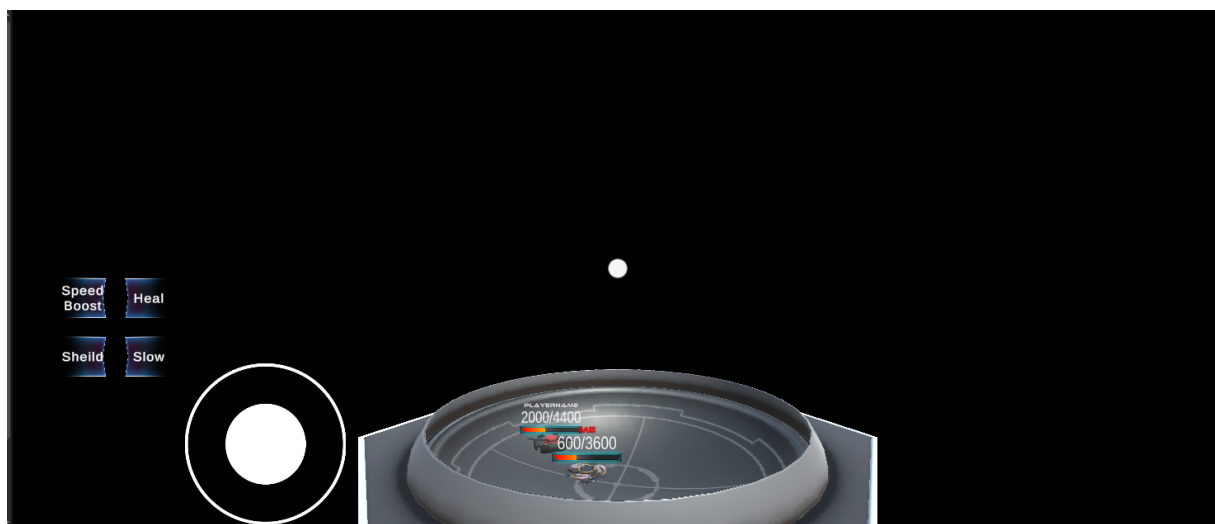 Speed
Boost
Heal
Sheild
Slow
PLAYERNAME
2000/4400
600/3600